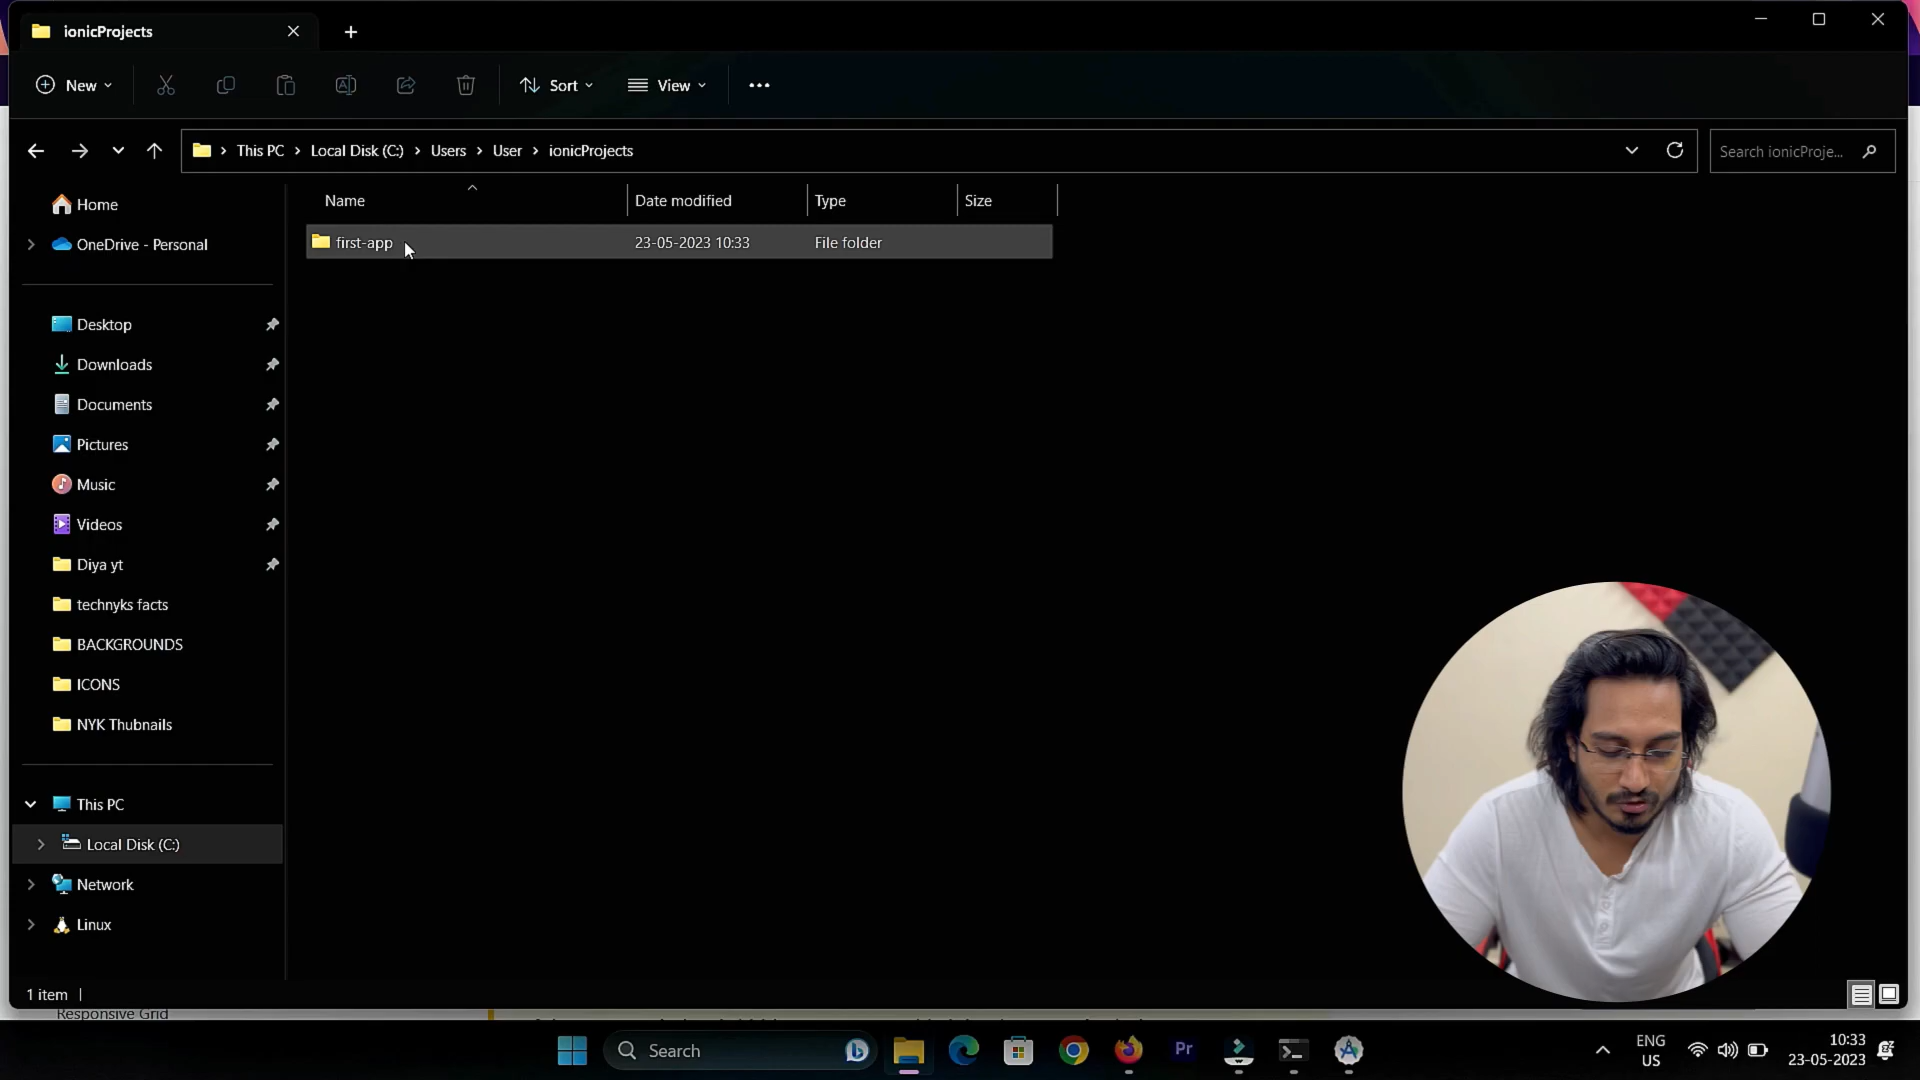 ionicProjects
New
Sort
View
This PC
Local Disk (C:)
Users
User
ionicProjects
Search ionicProje...
Home
OneDrive - Personal
Desktop
Downloads
Documents
Pictures
Music
Videos
Diya yt
technyks facts
BACKGROUNDS
ICONS
NYK Thubnails
This PC
Local Disk (C:)
Network
Linux
Name
Date modified
Type
Size
first-app
23-05-2023 10:33
File folder
1 item
Responsive Grid
Search
Pr
ENG
US
10:33
23-05-2023